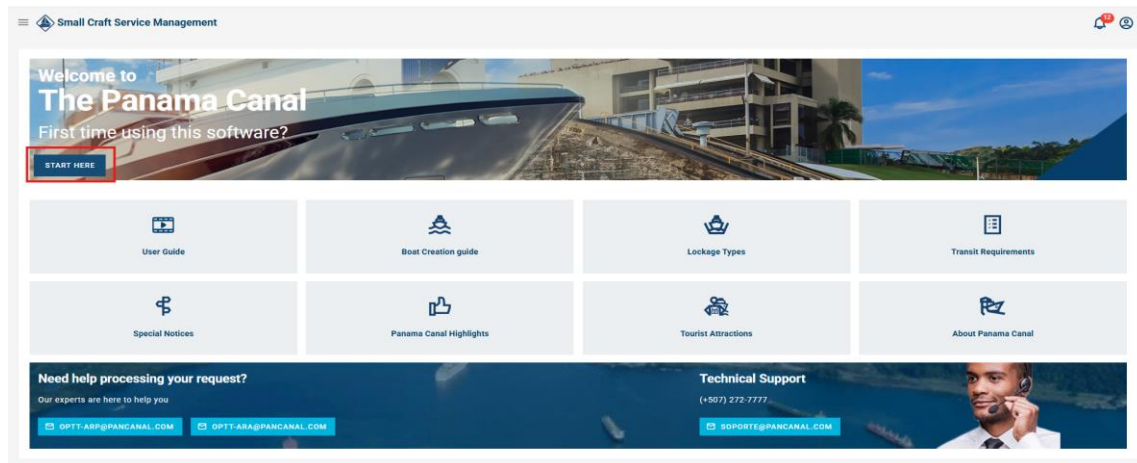 Small Craft Service Management
12
Welcome to
The Panama Canal
First time using this software?
START HERE
User Guide
Boat Creation guide
Lockage Types
Transit Requirements
Special Notices
Panama Canal Highlights
Tourist Attractions
About Panama Canal
Need help processing your request?
Our experts are here to help you
OPTT-ARP@PANCANAL.COM
OPTT-ARA@PANCANAL.COM
Technical Support
(+507) 272-7777
SOPORTE@PANCANAL.COM